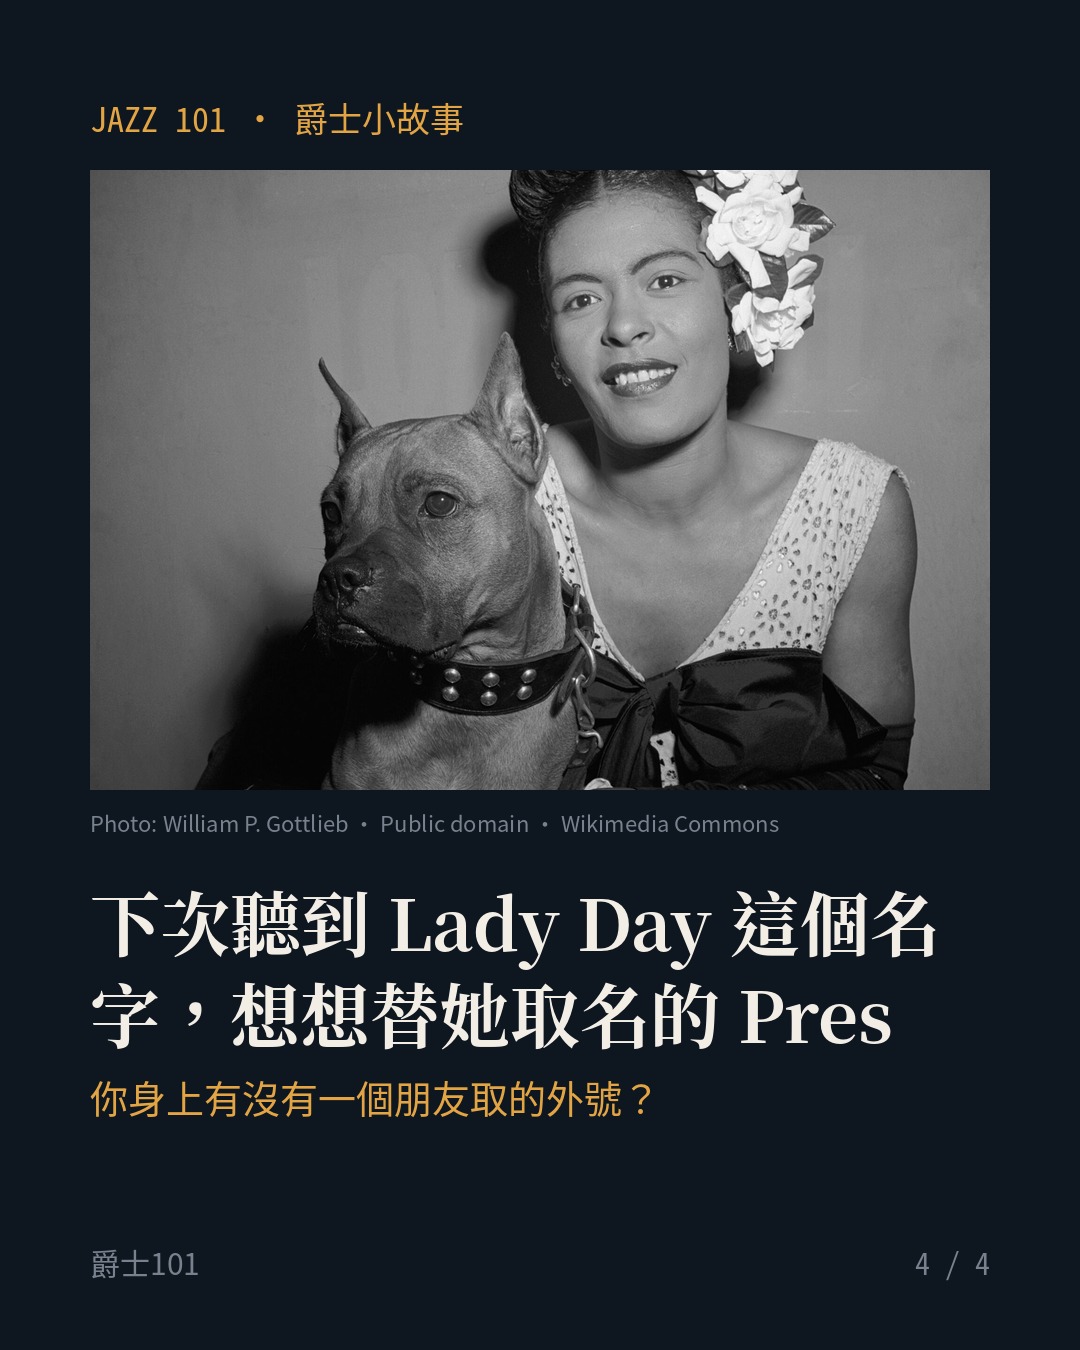 JAZZ 101 · 爵士小故事
Photo: William P. Gottlieb · Public domain · Wikimedia Commons
下次聽到 Lady Day 這個名
字，想想替她取名的 Pres
你身上有沒有一個朋友取的外號？
爵士101
4 / 4